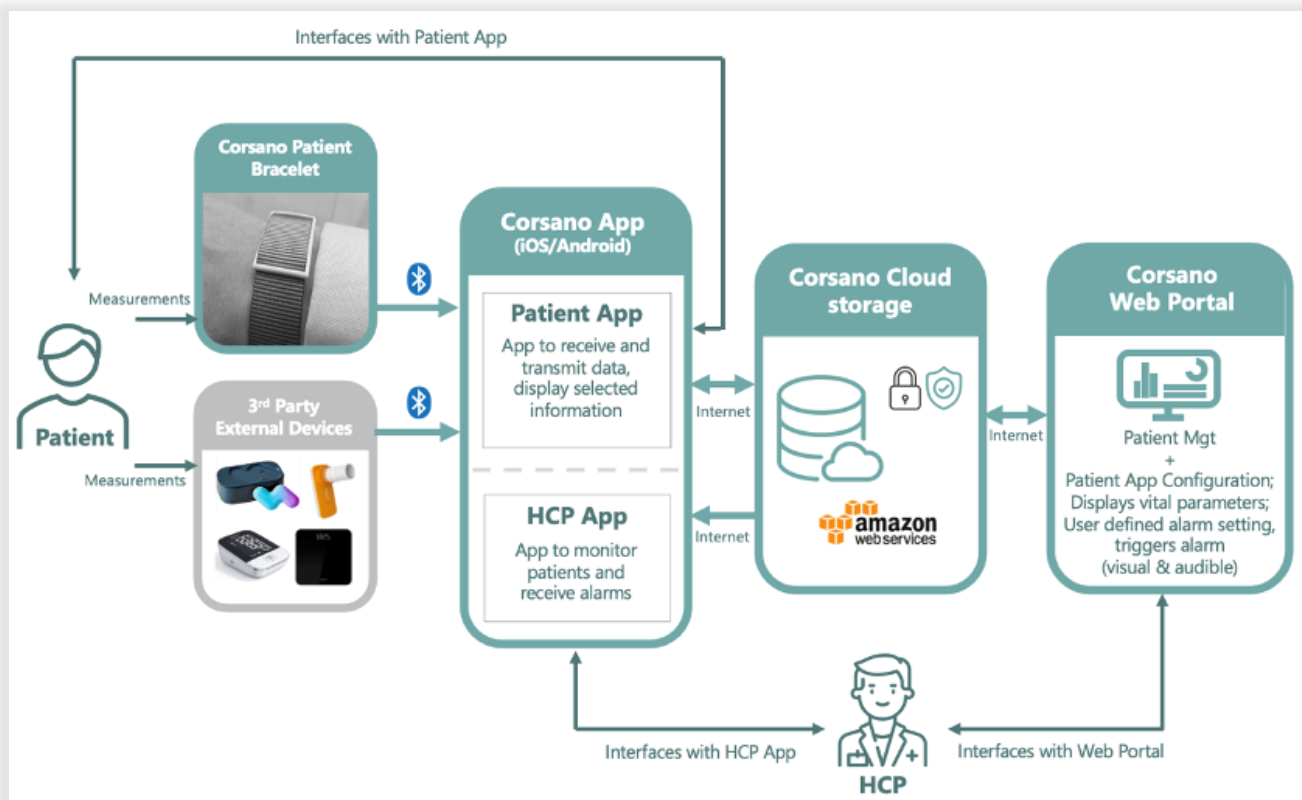 Interfaces with Patient App
Corsano Patient
Bracelet
Measurements
3rd Party
External Devices
Patient
Measurements
Corsano App
(iOS/Android)
Patient App
App to receive and
transmit data,
display selected
information
HCP App
App to monitor
patients and
receive alarms
Internet
Internet
Corsano Cloud
storage
amazon
web services
Internet
Corsano
Web Portal
Patient Mgt
+
Patient App Configuration;
Displays vital parameters;
User defined alarm setting,
triggers alarm
(visual & audible)
Interfaces with HCP App
HCP
Interfaces with Web Portal